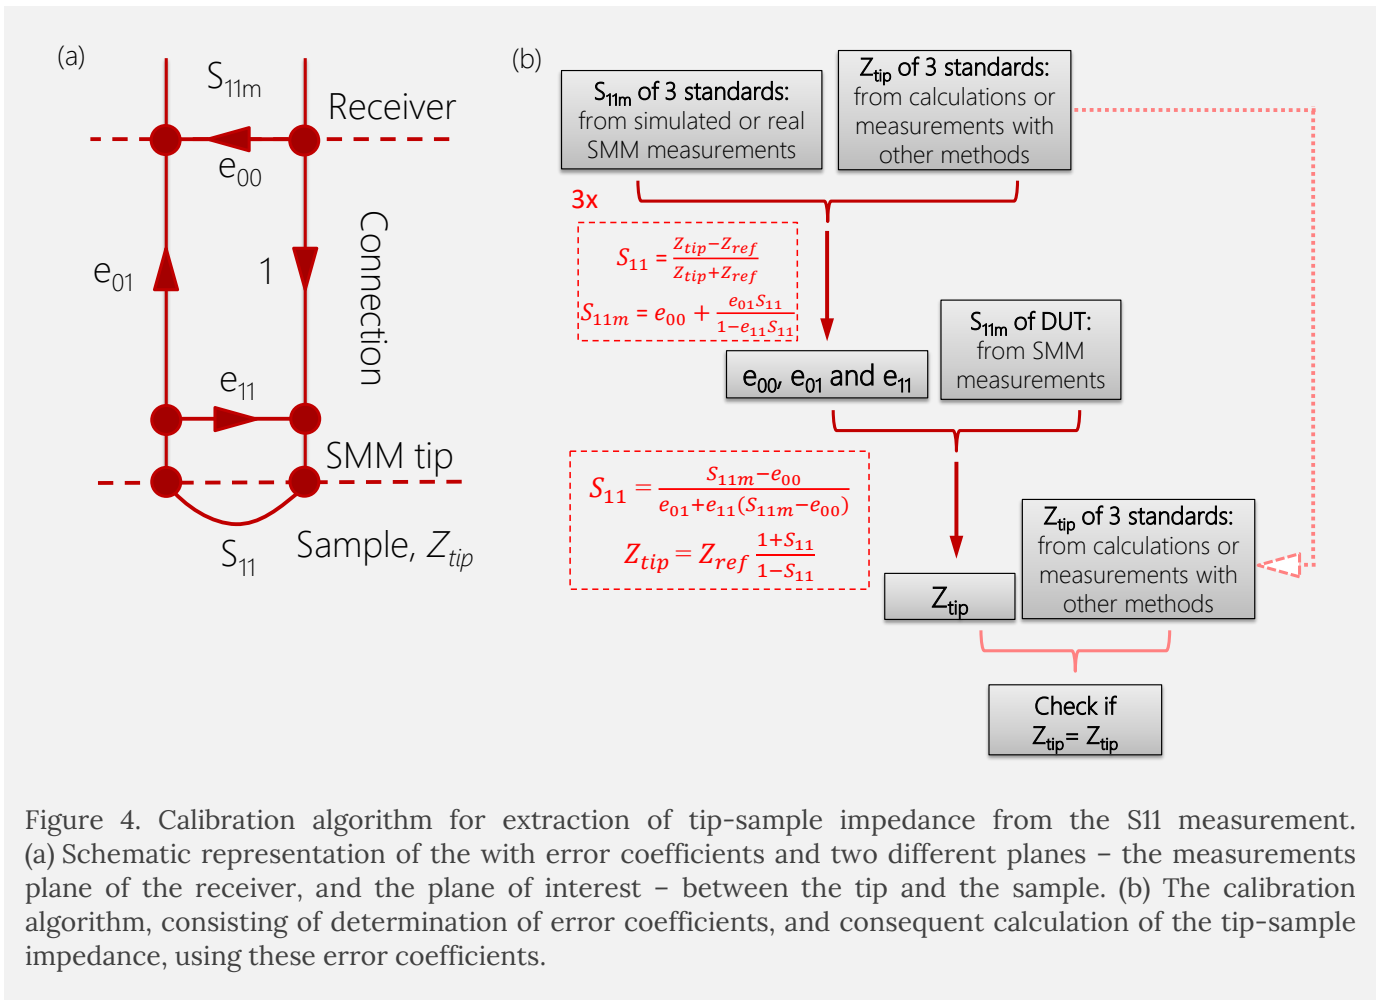 (a)
S11m
Receiver
e00
Connection
e01
1
e11
SMM tip
S11
Sample, Ztip
(b)
S11m of 3 standards:
from simulated or real
SMM measurements
Ztip of 3 standards:
from calculations or
measurements with
other methods
3x
S11 = (Ztip−Zref)/(Ztip+Zref)
S11m = e00 + e01S11/(1−e11S11)
e00, e01 and e11
S11m of DUT:
from SMM
measurements
S11 = (S11m−e00)/(e01+e11(S11m−e00))
Ztip = Zref (1+S11)/(1−S11)
Ztip
Ztip of 3 standards:
from calculations or
measurements with
other methods
Check if
Ztip= Ztip
Figure 4. Calibration algorithm for extraction of tip-sample impedance from the S11 measurement.
(a) Schematic representation of the with error coefficients and two different planes – the measurements
plane of the receiver, and the plane of interest – between the tip and the sample. (b) The calibration
algorithm, consisting of determination of error coefficients, and consequent calculation of the tip-sample
impedance, using these error coefficients.